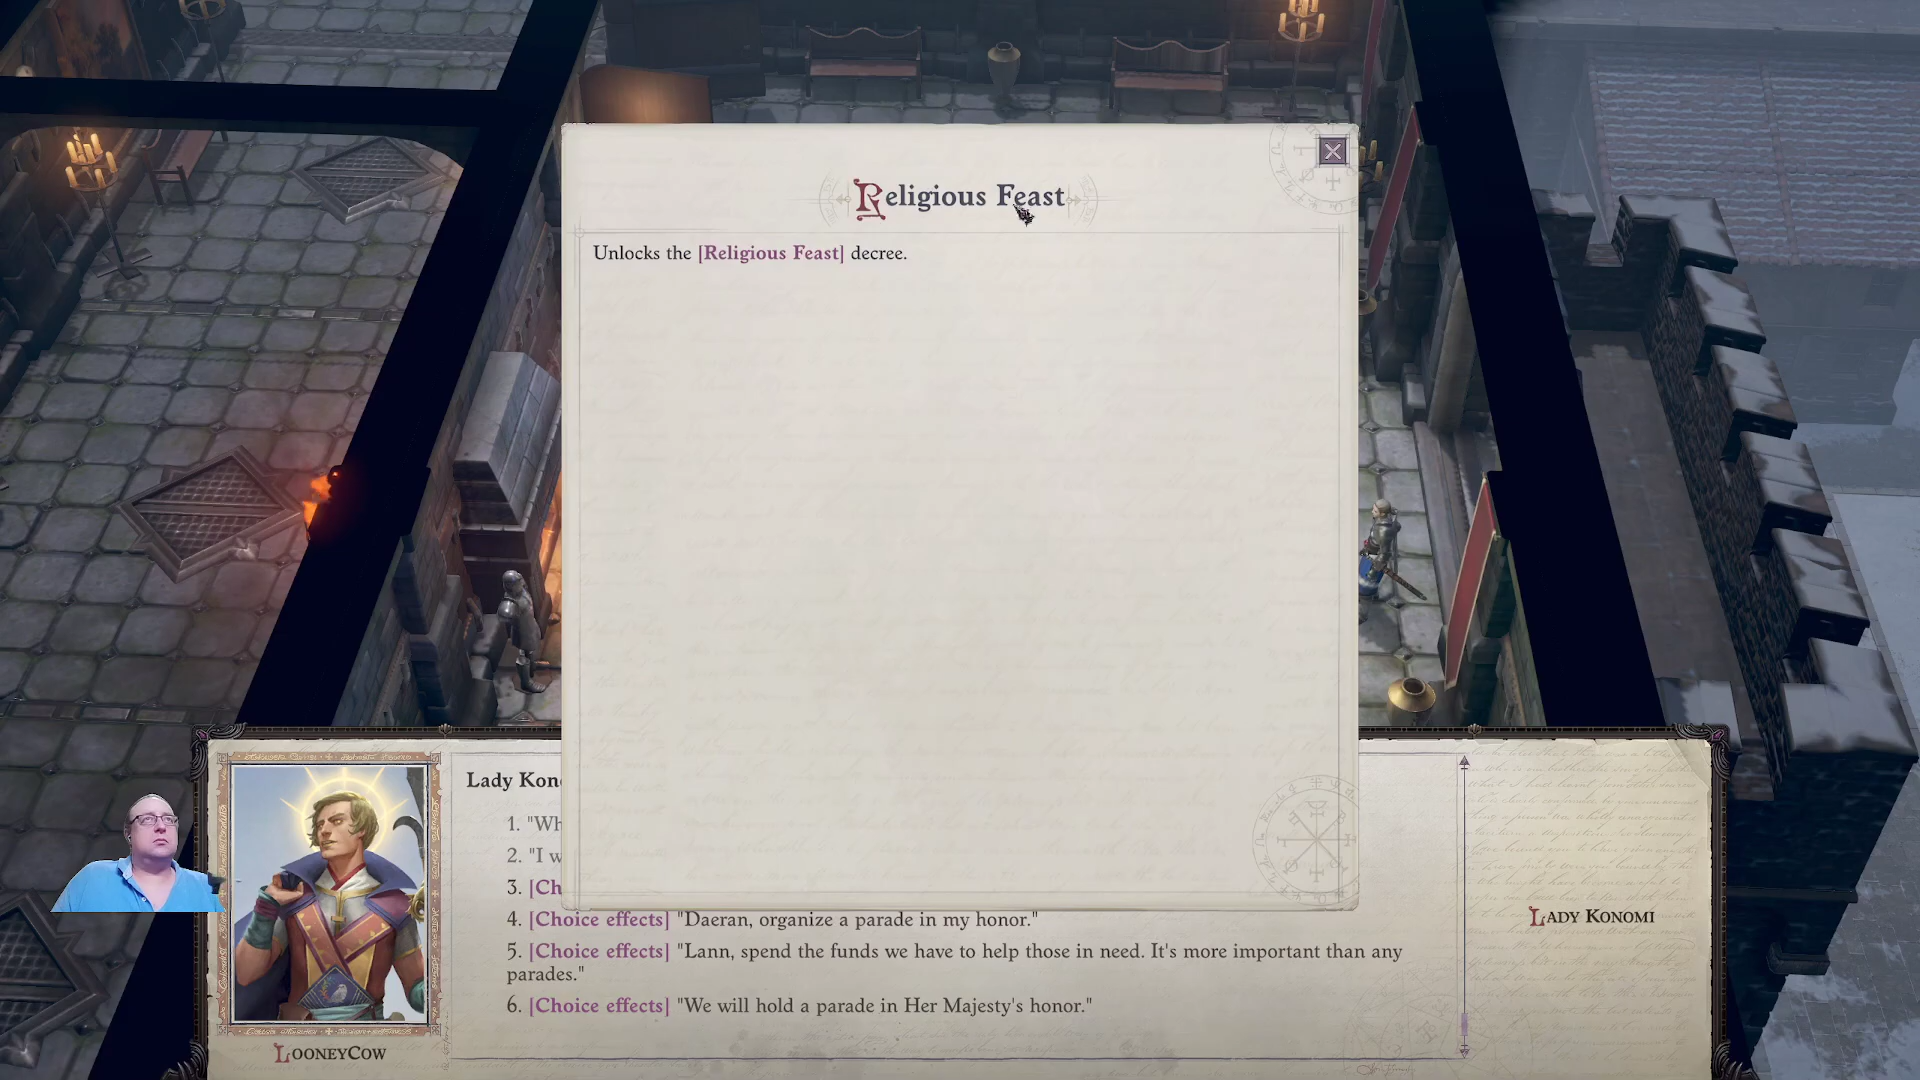 Religious Feast
Unlocks the [Religious Feast] decree.
Lady Kon
1. "Wh
2. "I w
3. [Ch
4. [Choice effects] "Daeran, organize a parade in my honor."
5. [Choice effects] "Lann, spend the funds we have to help those in need. It's more important than any
parades."
6. [Choice effects] "We will hold a parade in Her Majesty's honor."
Lady Konomi
LooneyCow